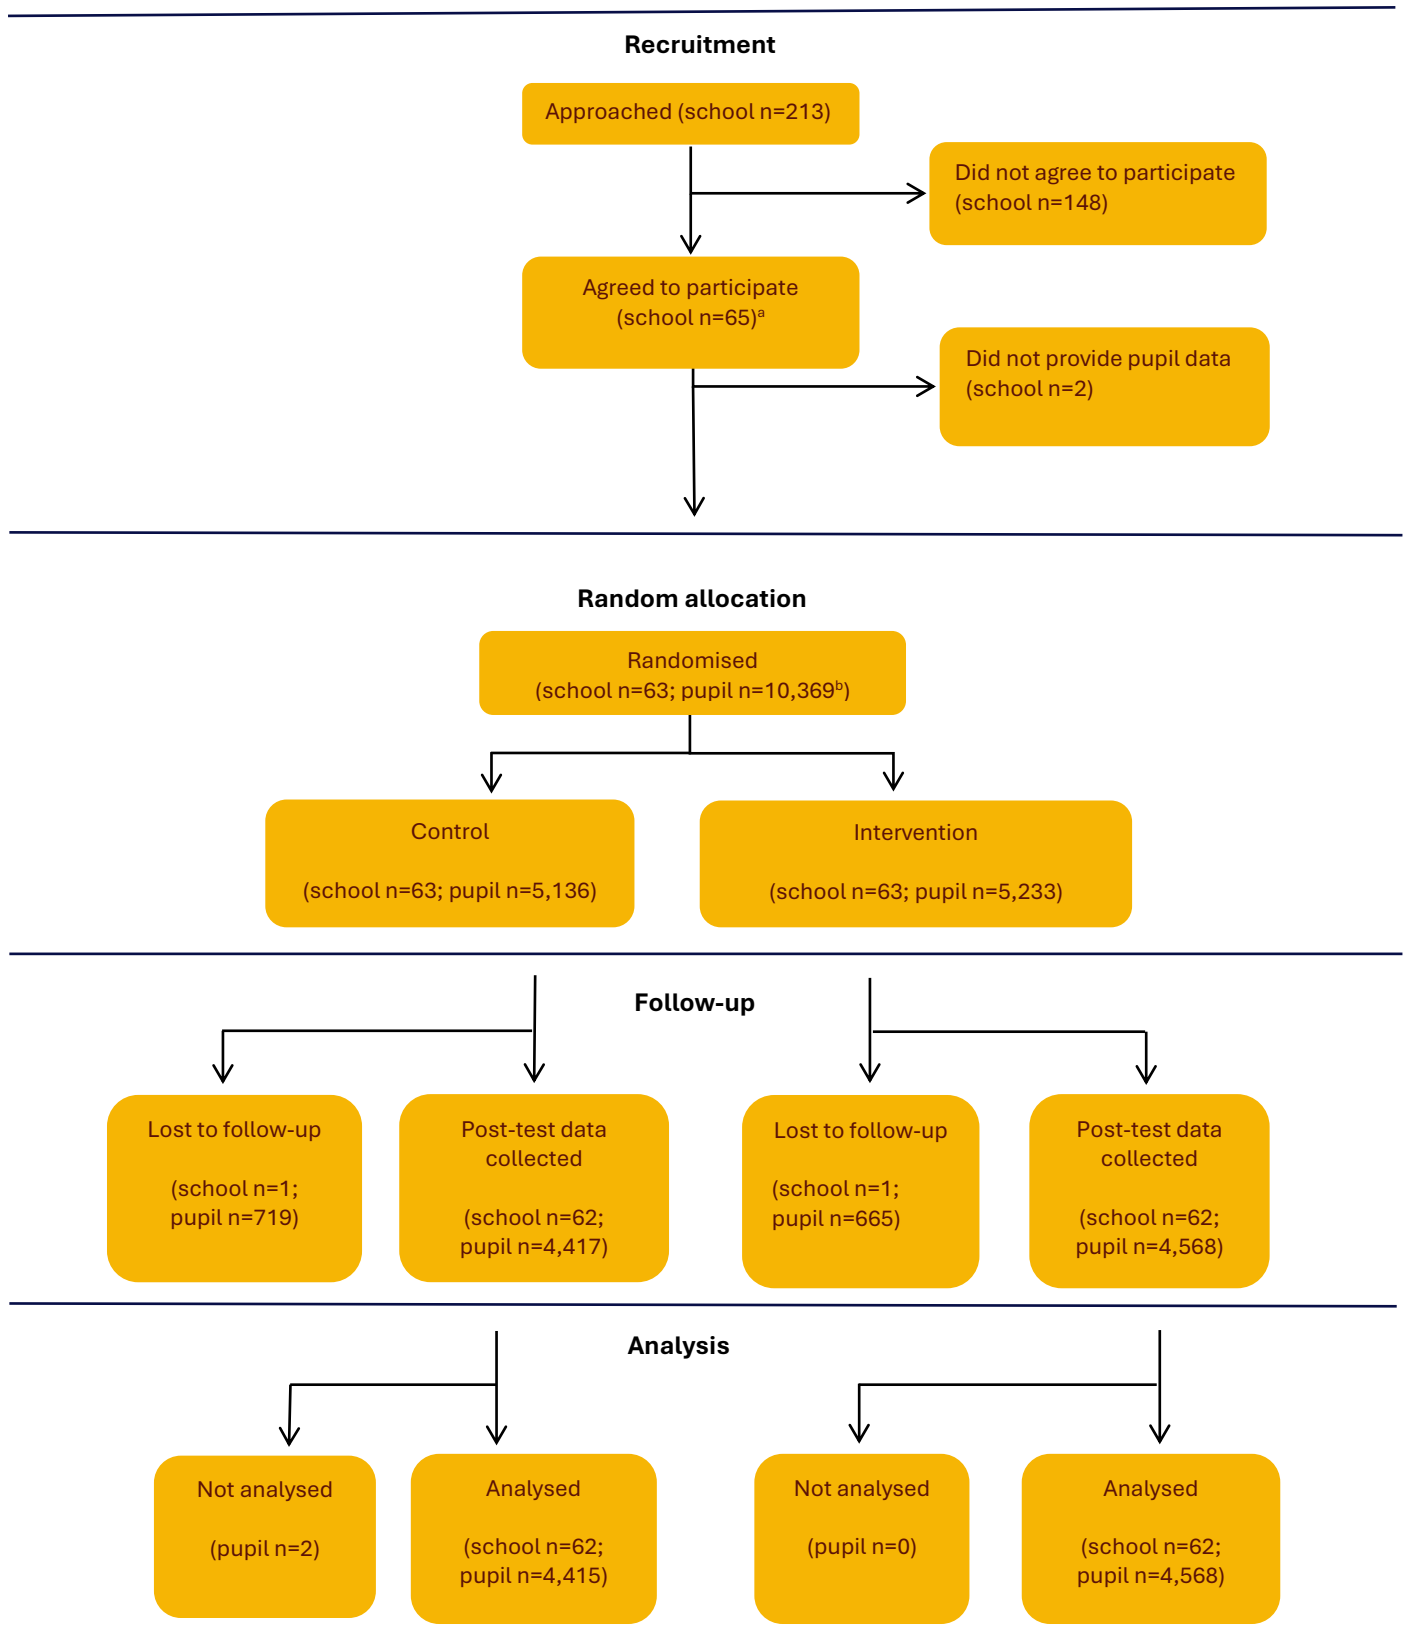 Recruitment
Approached (school n=213)
Did not agree to participate
(school n=148)
Agreed to participate
(school n=65)ᵃ
Did not provide pupil data
(school n=2)
Random allocation
Randomised
(school n=63; pupil n=10,369ᵇ)
Control
(school n=63; pupil n=5,136)
Intervention
(school n=63; pupil n=5,233)
Follow-up
Lost to follow-up
(school n=1;
pupil n=719)
Post-test data
collected
(school n=62;
pupil n=4,417)
Lost to follow-up
(school n=1;
pupil n=665)
Post-test data
collected
(school n=62;
pupil n=4,568)
Analysis
Not analysed
(pupil n=2)
Analysed
(school n=62;
pupil n=4,415)
Not analysed
(pupil n=0)
Analysed
(school n=62;
pupil n=4,568)